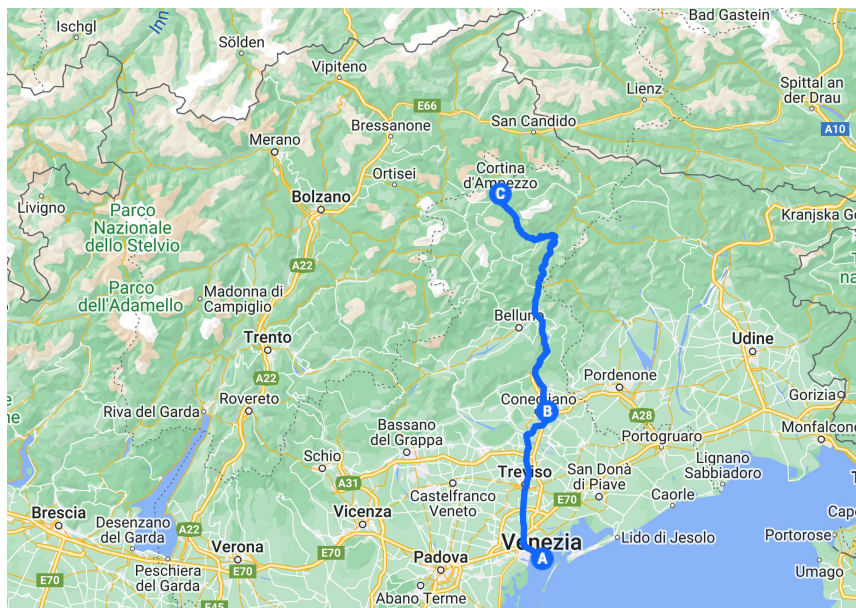 Ischgl
Inn
Sölden
Bad Gastein
Vipiteno
Lienz
Spittal an
der Drau
E66
Bressanone
San Candido
A10
Merano
Cortina
d'Ampezzo
Ortisei
C
Livigno
Bolzano
Parco
Nazionale
dello Stelvio
Kranjska Go
A22
Parco
dell'Adamello
Madonna di
Campiglio
Bellun
Trento
Udine
A22
Pordenone
Rovereto
Conegliano
B
Gorizia
Riva del Garda
A28
Bassano
del Grappa
Monfalcone
Portogruaro
Schio
Treviso
San Donà
di Piave
Lignano
Sabbiadoro
A31
Castelfranco
Veneto
E70
Caorle
Brescia
Vicenza
Desenzano
del Garda
A22
Venezia
Lido di Jesolo
Portorose
Verona
E70
Padova
A
Peschiera
del Garda
E70
Umago
E70
Abano Terme
E45